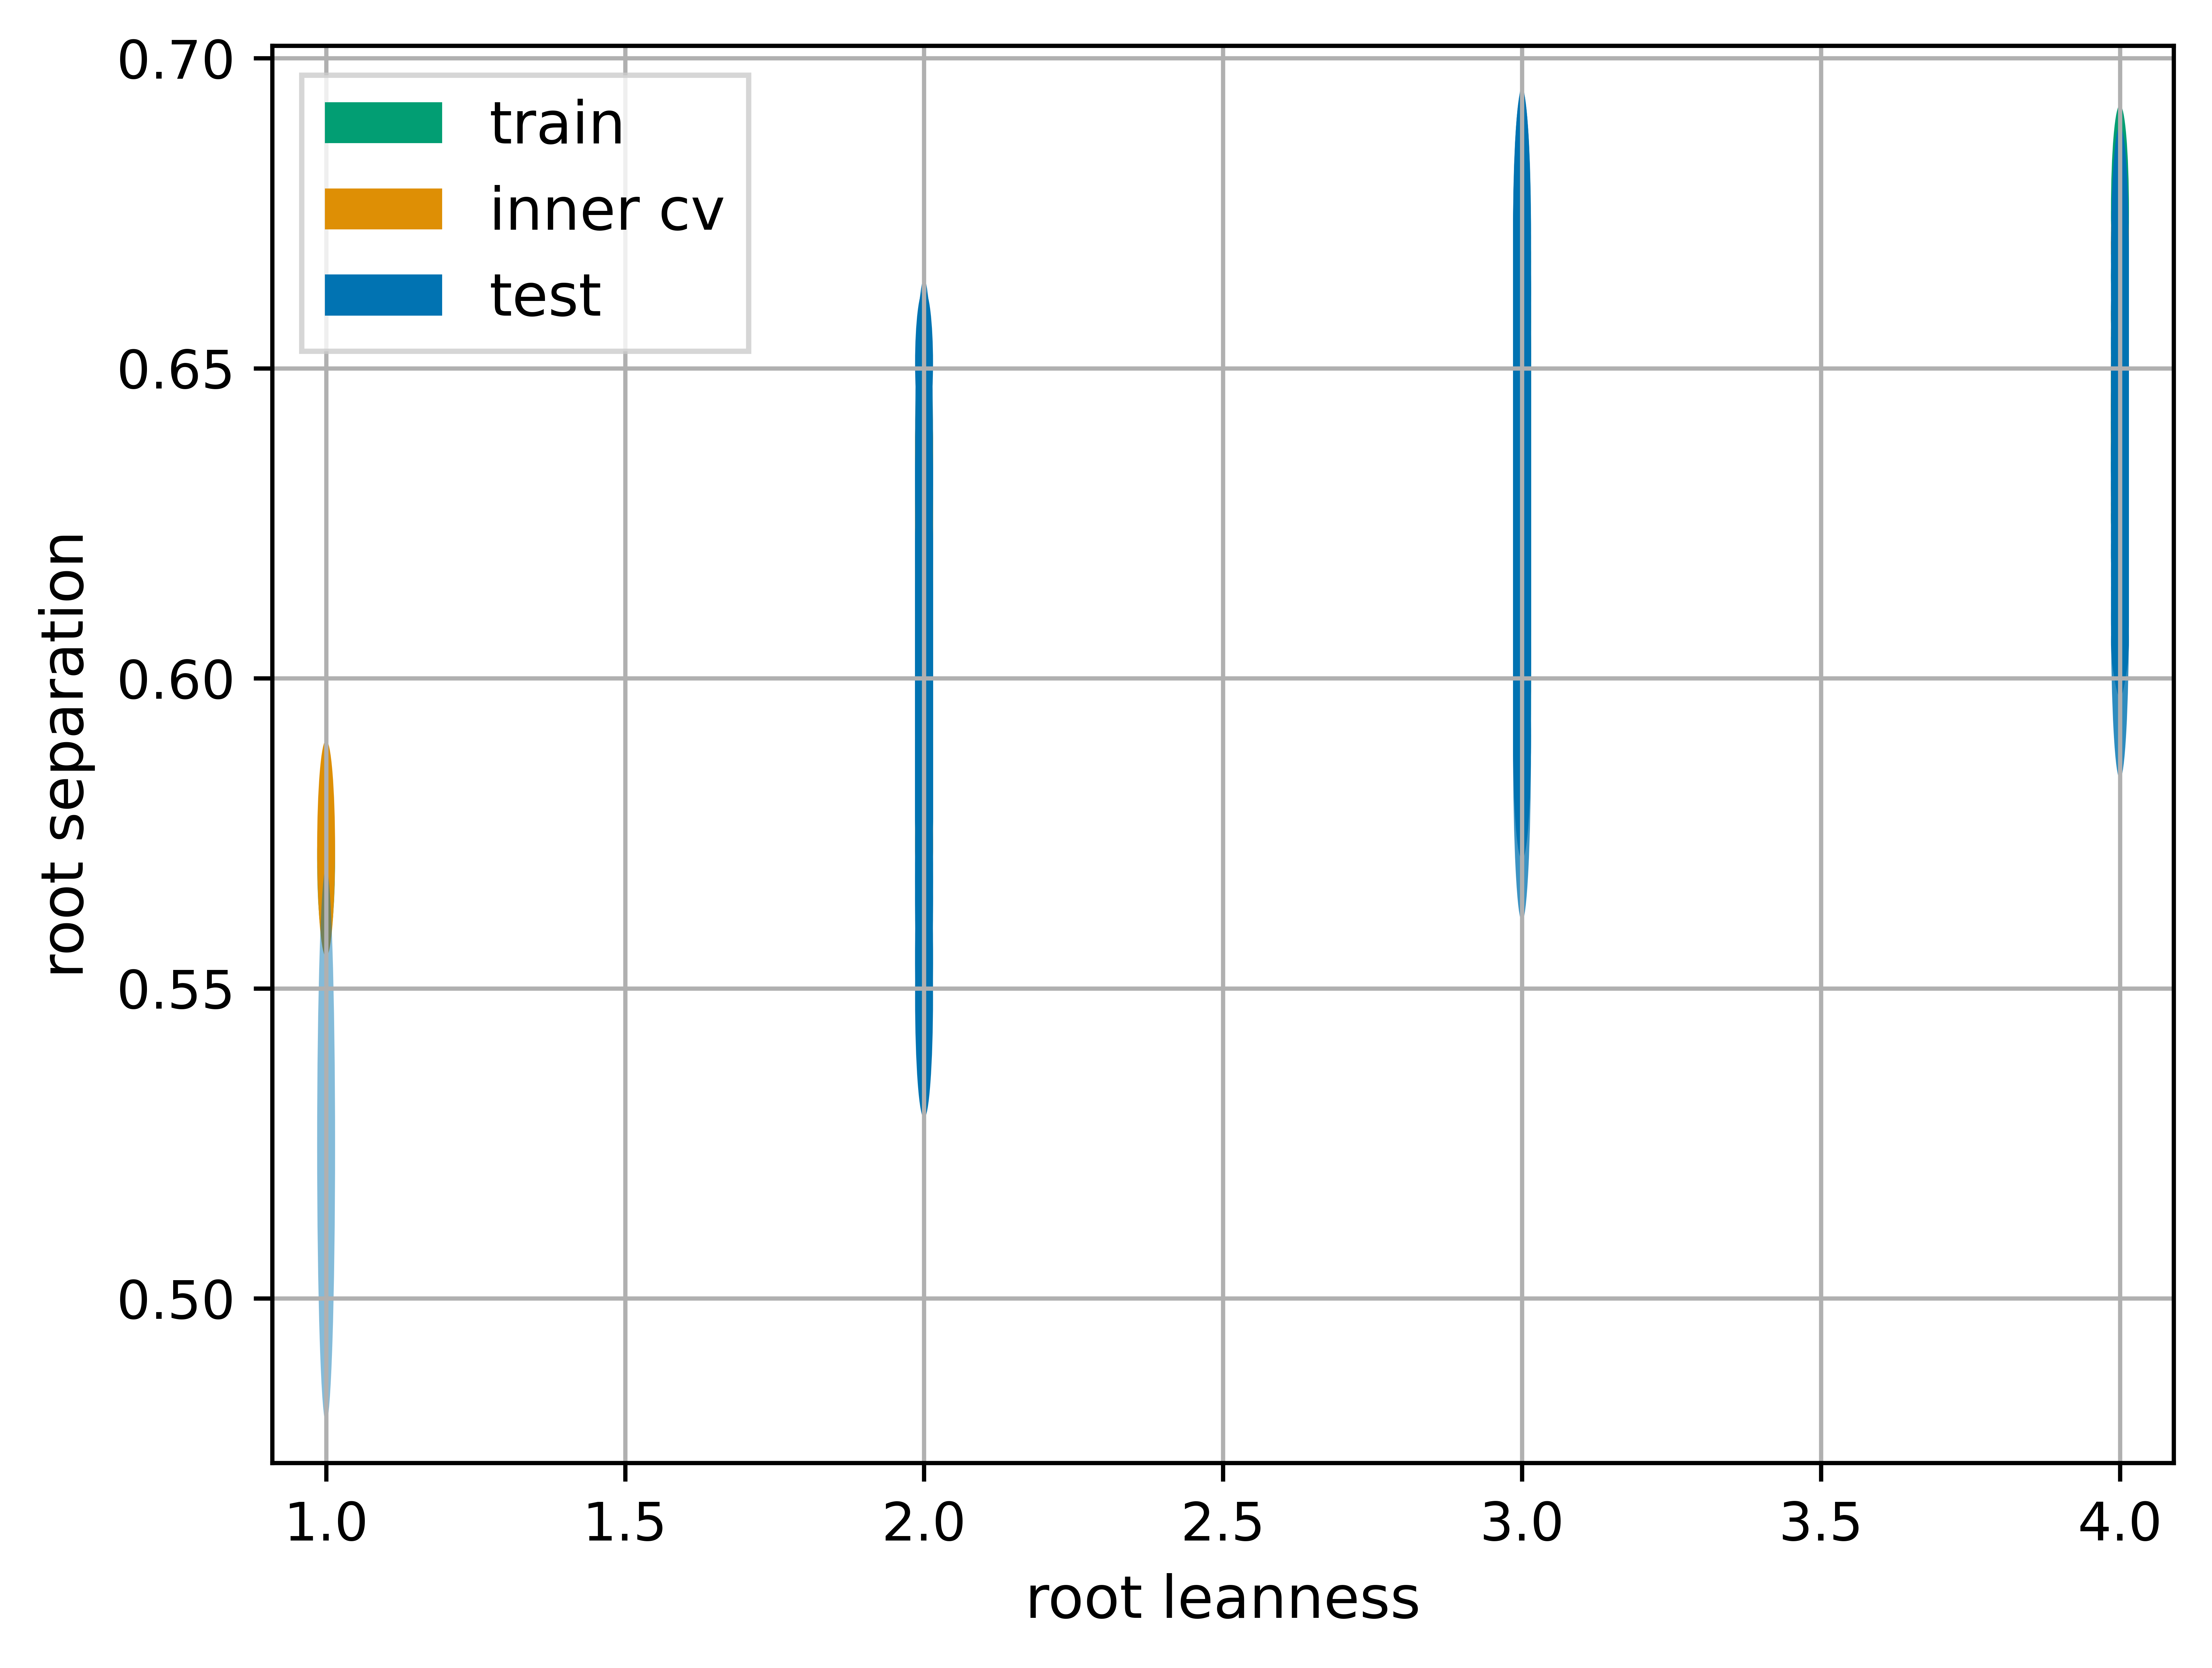 0.70
0.65
0.60
0.55
0.50
train
inner cv
test
root separation
1.0 1.5 2.0 2.5 3.0 3.5 4.0
root leanness